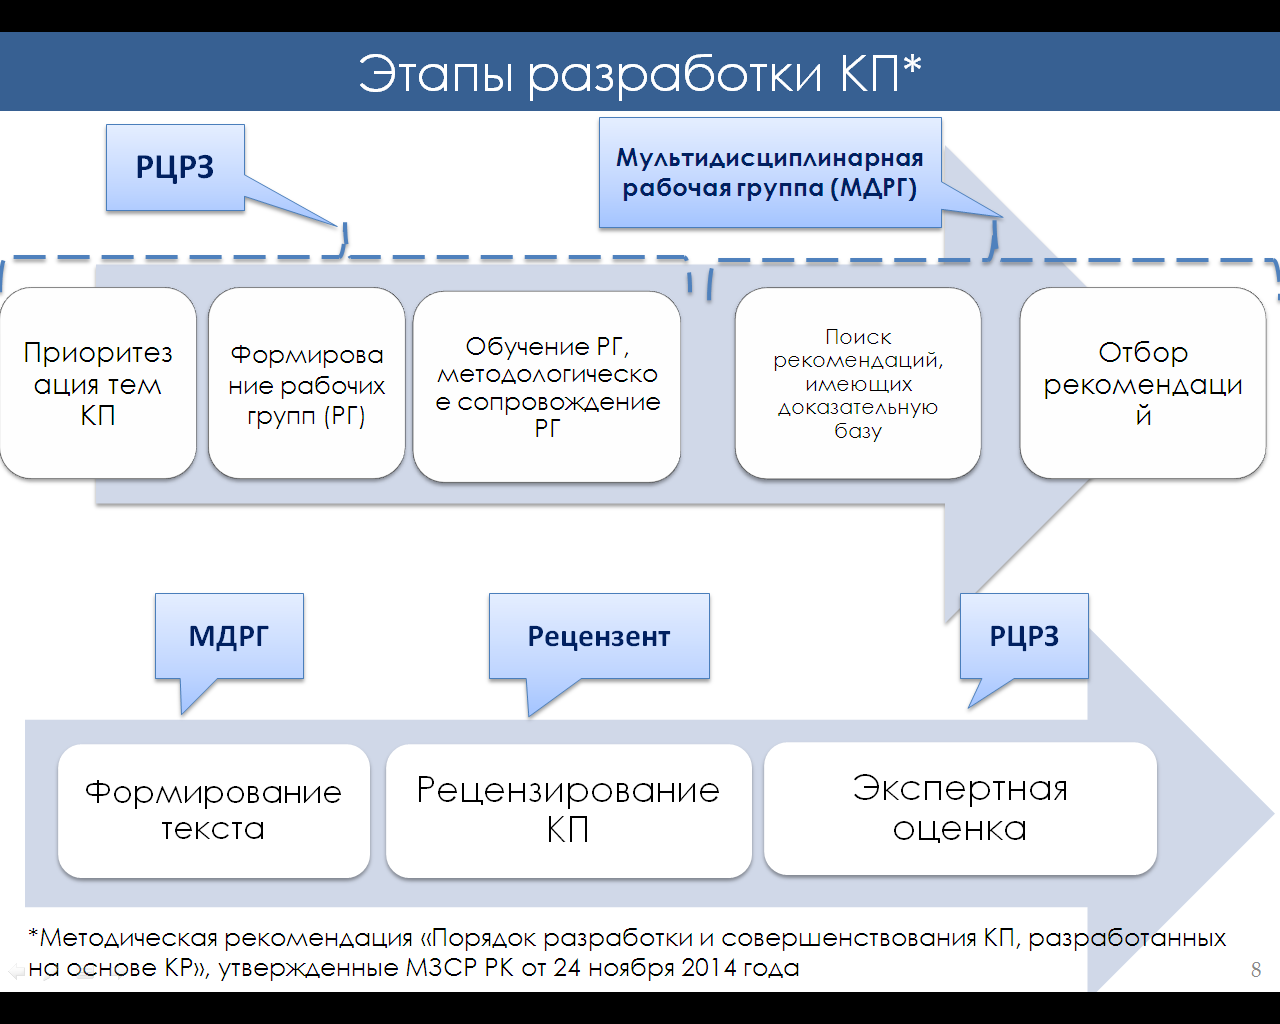 Этапы разработки КП*
РЦРЗ
Мультидисциплинарная
рабочая группа (МДРГ)
Приоритез
ация тем
КП
Формирова
ние рабочих
групп (РГ)
Обучение РГ,
методологическо
е сопровождение
РГ
Поиск
рекомендаций,
имеющих
доказательную
базу
Отбор
рекомендаци
й
МДРГ
Рецензент
РЦРЗ
Формирование
текста
Рецензирование
КП
Экспертная
оценка
*Методическая рекомендация «Порядок разработки и совершенствования КП, разработанных
на основе КР», утвержденные МЗСР РК от 24 ноября 2014 года
8